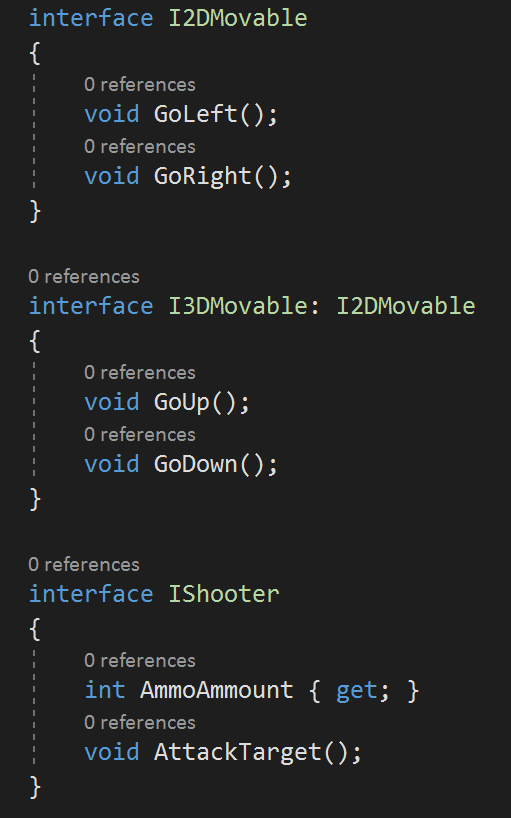 interface I2DMovable
{
0 references
void GoLeft();
0 references
void GoRight();
}
0 references
interface I3DMovable: I2DMovable
{
0 references
void GoUp();
0 references
void GoDown();
}
0 references
interface IShooter
{
0 references
int AmmoAmmount { get; }
0 references
void AttackTarget();
}